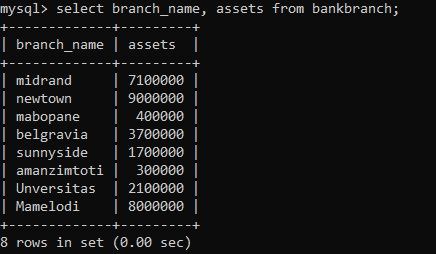 mysql> select branch_name, assets from bankbranch;
+-------------+---------+
| branch_name | assets  |
+-------------+---------+
| midrand     | 7100000 |
| newtown     | 9000000 |
| mabopane    |  400000 |
| belgravia   | 3700000 |
| sunnyside   | 1700000 |
| amanzimtoti |  300000 |
| Unversitas  | 2100000 |
| Mamelodi    | 8000000 |
+-------------+---------+
8 rows in set (0.00 sec)